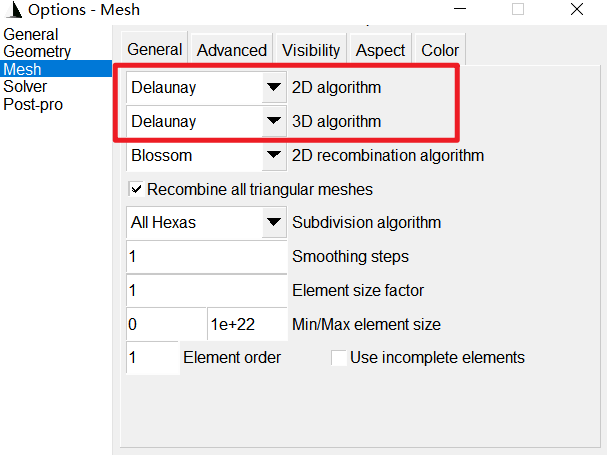 Options - Mesh
General
Geometry
Mesh
Solver
Post-pro
General Advanced Visibility Aspect Color
Delaunay 2D algorithm
Delaunay 3D algorithm
Blossom 2D recombination algorithm
Recombine all triangular meshes
All Hexas Subdivision algorithm
1 Smoothing steps
1 Element size factor
0 1e+22 Min/Max element size
1 Element order Use incomplete elements